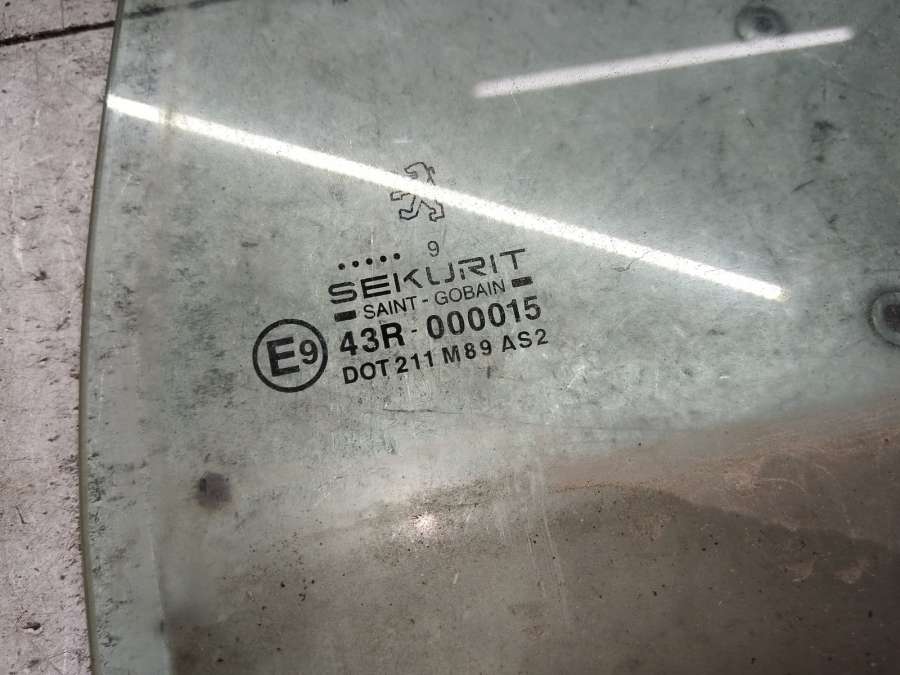 9
SEKURIT
SAINT - GOBAIN
E9
43R - 000015
DOT 211 M89 AS2